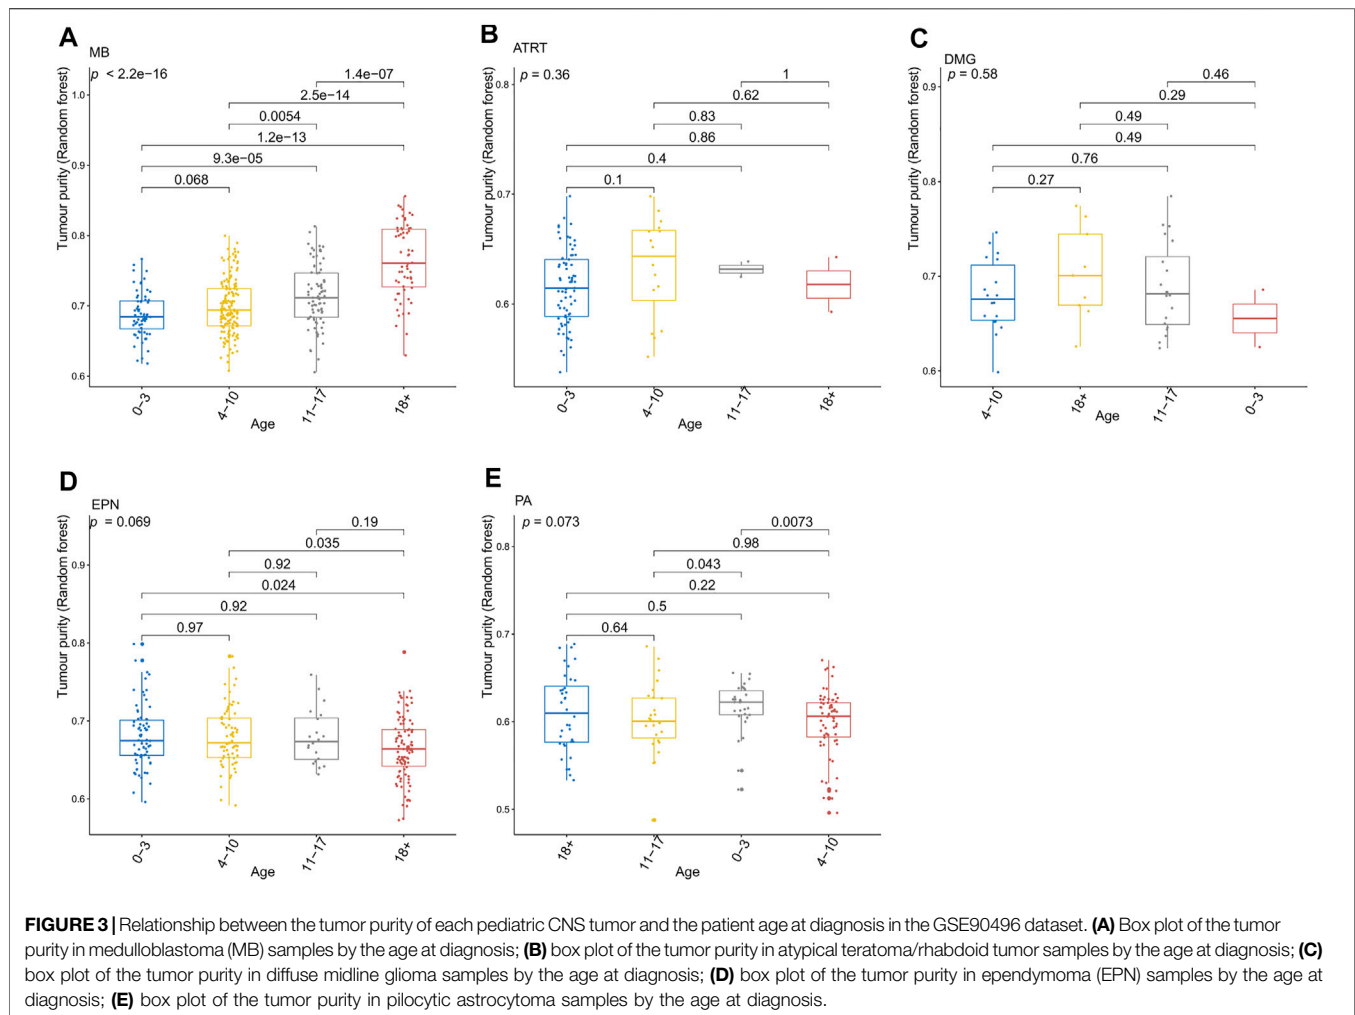 A
MB
p < 2.2e−16
1.4e−07
2.5e−14
0.0054
1.2e−13
9.3e−05
0.068
Tumour purity (Random forest)
1.0
0.9
0.8
0.7
0.6
0−3
4−10
11−17
18+
Age
B
ATRT
p = 0.36
1
0.62
0.83
0.86
0.4
0.1
Tumour purity (Random forest)
0.8
0.7
0.6
0−3
4−10
11−17
18+
Age
C
DMG
p = 0.58
0.46
0.29
0.49
0.49
0.76
0.27
Tumour purity (Random forest)
0.9
0.8
0.7
0.6
4−10
18+
11−17
0−3
Age
D
EPN
p = 0.069
0.19
0.035
0.92
0.024
0.92
0.97
Tumour purity (Random forest)
0.9
0.8
0.7
0.6
0−3
4−10
11−17
18+
Age
E
PA
p = 0.073
0.0073
0.98
0.043
0.22
0.5
0.64
Tumour purity (Random forest)
0.8
0.7
0.6
0.5
18+
11−17
0−3
4−10
Age
FIGURE 3 | Relationship between the tumor purity of each pediatric CNS tumor and the patient age at diagnosis in the GSE90496 dataset. (A) Box plot of the tumor
purity in medulloblastoma (MB) samples by the age at diagnosis; (B) box plot of the tumor purity in atypical teratoma/rhabdoid tumor samples by the age at diagnosis; (C)
box plot of the tumor purity in diffuse midline glioma samples by the age at diagnosis; (D) box plot of the tumor purity in ependymoma (EPN) samples by the age at
diagnosis; (E) box plot of the tumor purity in pilocytic astrocytoma samples by the age at diagnosis.